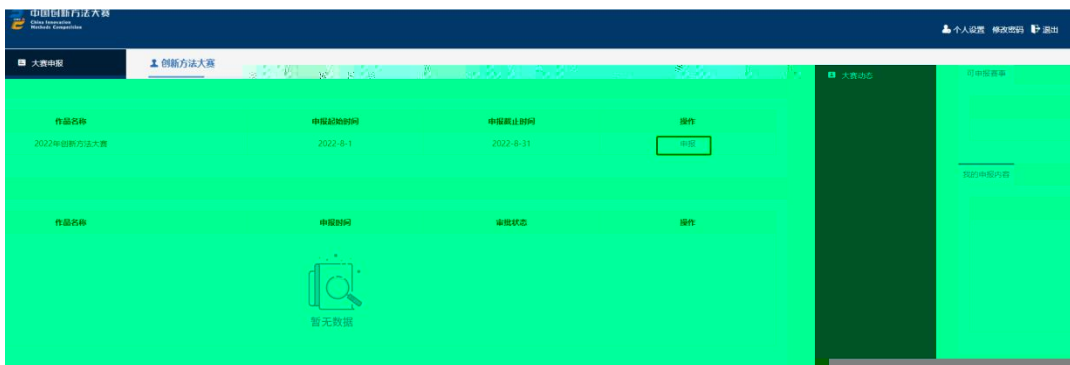 中国创新方法大赛
China Innovation
Methods Competition
个人设置 修改密码 退出
大赛申报 创新方法大赛
大赛动态 可申报赛事
作品名称 申报起始时间 申报截止时间 操作
2022年创新方法大赛 2022-8-1 2022-8-31 申报
我的申报内容
作品名称 申报时间 审批状态 操作
暂无数据